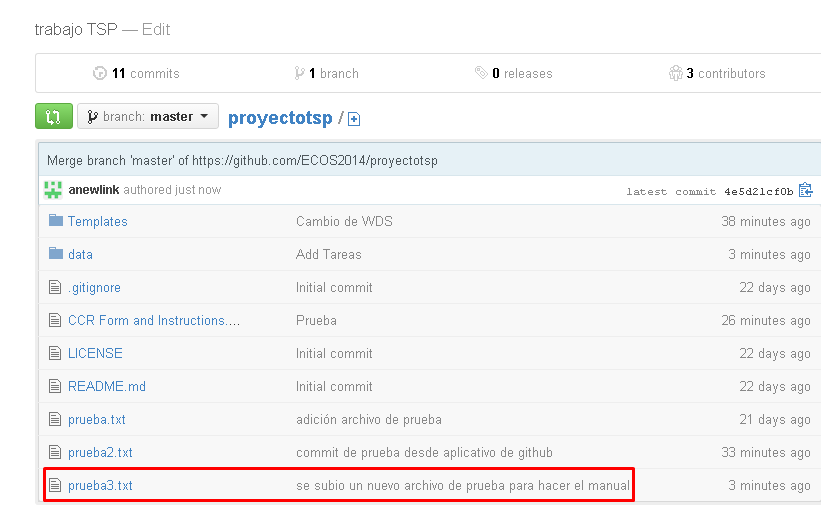 trabajo TSP — Edit
11 commits 1 branch 0 releases 3 contributors
branch: master proyectotsp /
Merge branch 'master' of https://github.com/ECOS2014/proyectotsp
anewlink authored just now latest commit 4e5d21cf0b
Templates Cambio de WDS 38 minutes ago
data Add Tareas 3 minutes ago
.gitignore Initial commit 22 days ago
CCR Form and Instructions.... Prueba 26 minutes ago
LICENSE Initial commit 22 days ago
README.md Initial commit 22 days ago
prueba.txt adición archivo de prueba 21 days ago
prueba2.txt commit de prueba desde aplicativo de github 33 minutes ago
prueba3.txt se subio un nuevo archivo de prueba para hacer el manual 3 minutes ago